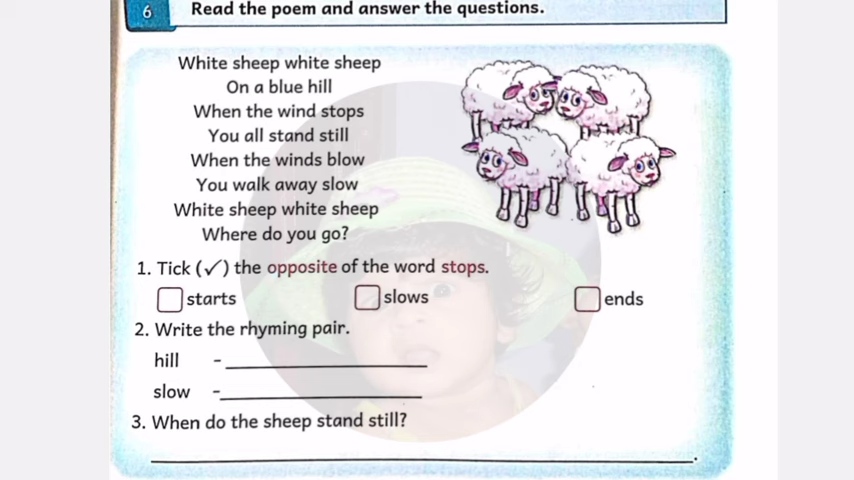 6 Read the poem and answer the questions.
White sheep white sheep
On a blue hill
When the wind stops
You all stand still
When the winds blow
You walk away slow
White sheep white sheep
Where do you go?
1. Tick (✓) the opposite of the word stops.
starts slows ends
2. Write the rhyming pair.
hill -
slow -
3. When do the sheep stand still?